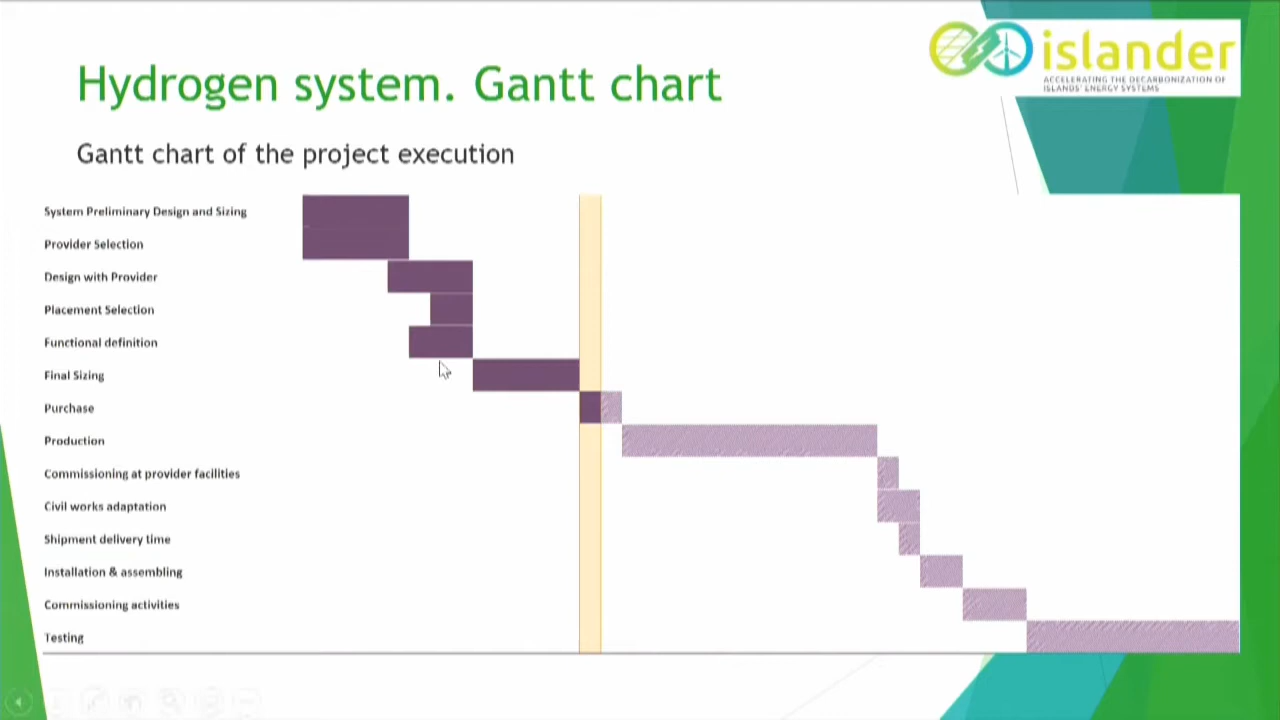 islander
ACCELERATING THE DECARBONIZATION OF
ISLANDS' ENERGY SYSTEMS
Hydrogen system. Gantt chart
Gantt chart of the project execution
System Preliminary Design and Sizing
Provider Selection
Design with Provider
Placement Selection
Functional definition
Final Sizing
Purchase
Production
Commissioning at provider facilities
Civil works adaptation
Shipment delivery time
Installation & assembling
Commissioning activities
Testing